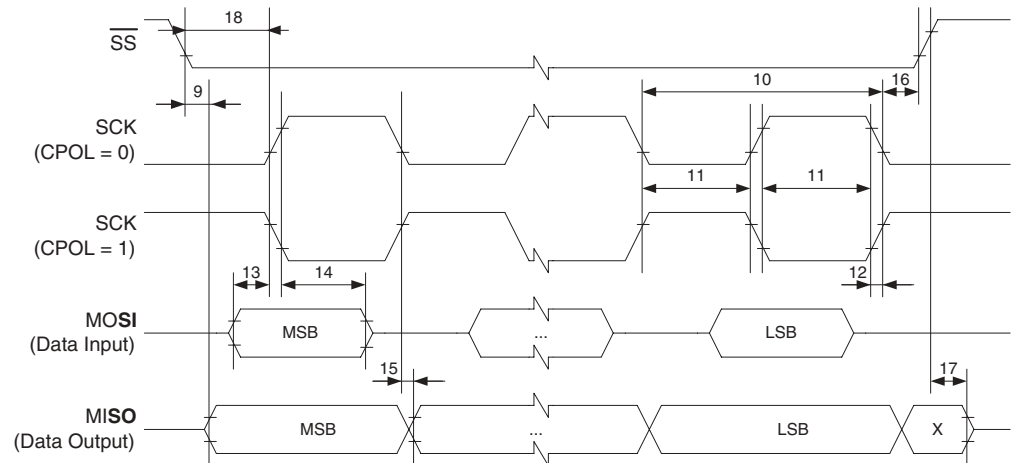 18
SS
9
10
16
SCK
(CPOL = 0)
11
11
SCK
(CPOL = 1)
13
14
12
MOSI
(Data Input)
MSB
...
LSB
15
17
MISO
(Data Output)
MSB
...
LSB
X